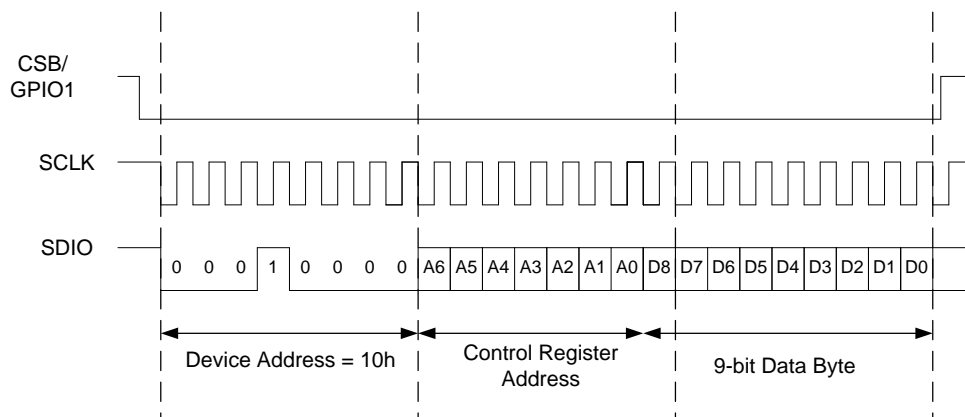 CSB/
GPIO1
SCLK
SDIO
0 0 0 1 0 0 0 0 A6 A5 A4 A3 A2 A1 A0 D8 D7 D6 D5 D4 D3 D2 D1 D0
Device Address = 10h
Control Register
Address
9-bit Data Byte